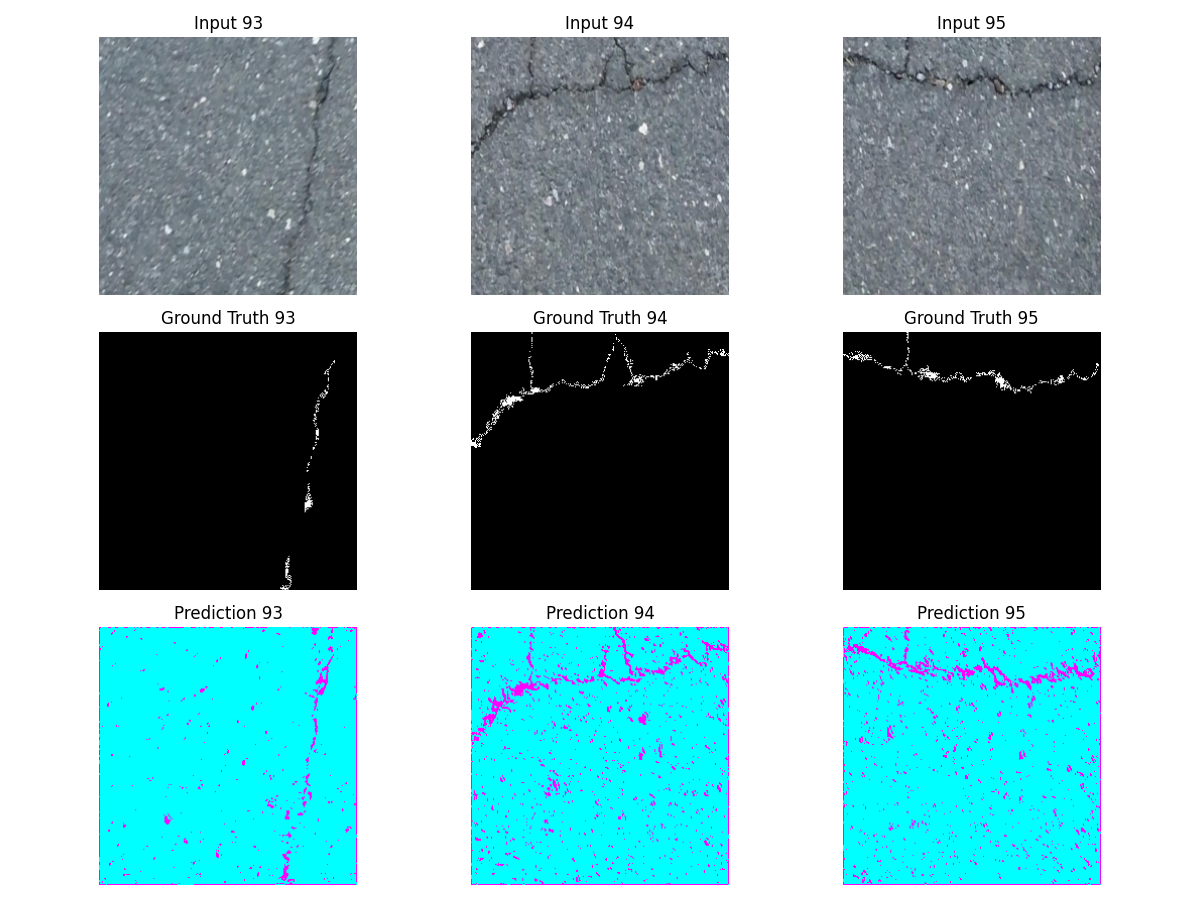 Input 93
Input 94
Input 95
Ground Truth 93
Ground Truth 94
Ground Truth 95
Prediction 93
Prediction 94
Prediction 95